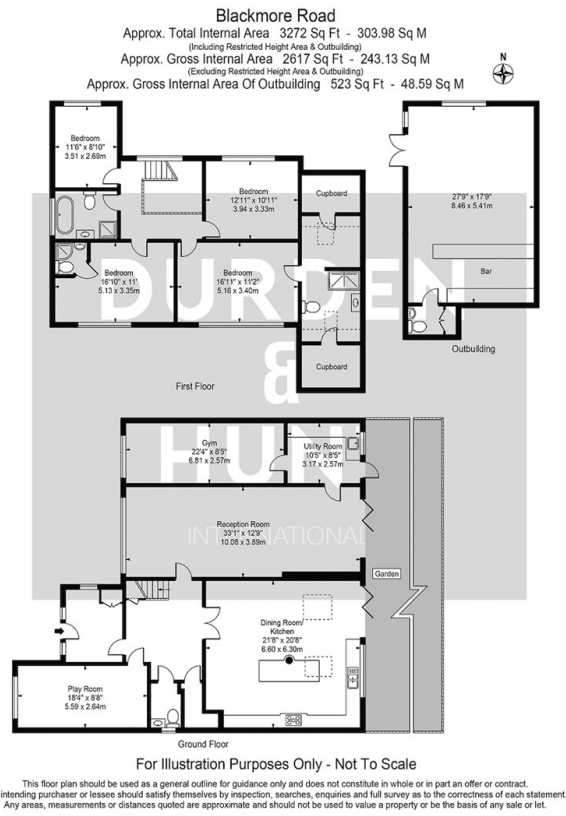 Blackmore Road
Approx. Total Internal Area 3272 Sq Ft - 303.98 Sq M
(Including Restricted Height Area & Outbuilding)
Approx. Gross Internal Area 2617 Sq Ft - 243.13 Sq M
(Excluding Restricted Height Area & Outbuilding)
Approx. Gross Internal Area Of Outbuilding 523 Sq Ft - 48.59 Sq M
N
Bedroom
11'6" x 8'10"
3.51 x 2.69m
Bedroom
12'11" x 10'11"
3.94 x 3.33m
Cupboard
27'9" x 17'9"
8.46 x 5.41m
Bedroom
16'10" x 11'
5.13 x 3.35m
Bedroom
16'11" x 11'2"
5.16 x 3.40m
Bar
Cupboard
Outbuilding
First Floor
DURDEN
&
HUNT
INTERNATIONAL
Gym
22'4" x 8'5"
6.81 x 2.57m
Utility Room
10'5" x 8'5"
3.17 x 2.57m
Reception Room
33'1" x 12'9"
10.08 x 3.89m
Garden
Dining Room/
Kitchen
21'8" x 20'8"
6.60 x 6.30m
Play Room
18'4" x 8'8"
5.59 x 2.64m
Ground Floor
For Illustration Purposes Only - Not To Scale
This floor plan should be used as a general outline for guidance only and does not constitute in whole or in part an offer or contract.
intending purchaser or lessee should satisfy themselves by inspection, searches, enquiries and full survey as to the correctness of each statement
Any areas, measurements or distances quoted are approximate and should not be used to value a property or be the basis of any sale or let.